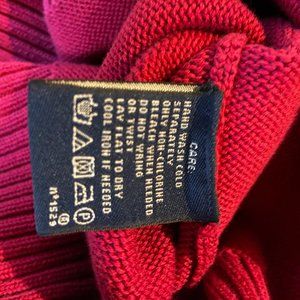 CARE:
HAND WASH COLD
SEPARATELY
ONLY NON-CHLORINE
BLEACH WHEN NEEDED
DO NOT WRING
OR TWIST
LAY FLAT TO DRY
COOL IRON IF NEEDED
P
n° 4529